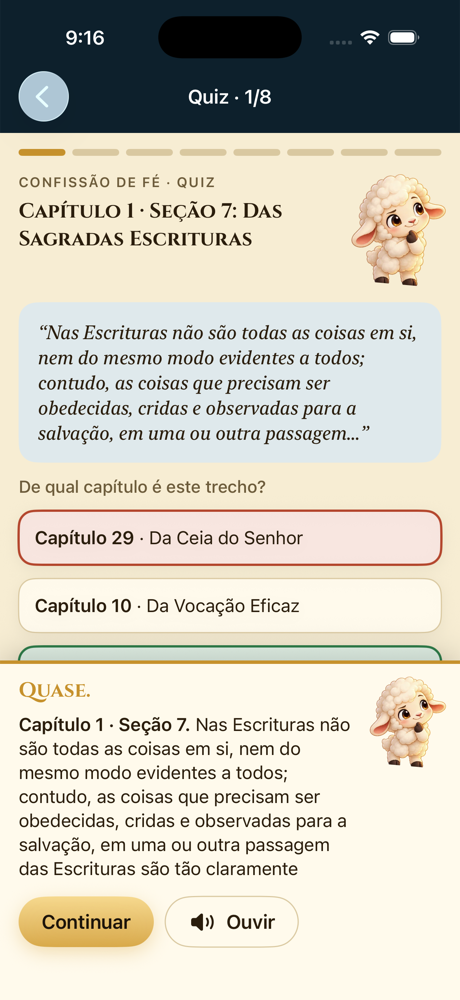 9:16
Quiz · 1/8
CONFISSÃO DE FÉ · QUIZ
Capítulo 1 · Seção 7: Das
Sagradas Escrituras
“Nas Escrituras não são todas as coisas em si,
nem do mesmo modo evidentes a todos;
contudo, as coisas que precisam ser
obedecidas, cridas e observadas para a
salvação, em uma ou outra passagem...”
De qual capítulo é este trecho?
Capítulo 29 · Da Ceia do Senhor
Capítulo 10 · Da Vocação Eficaz
Quase.
Capítulo 1 · Seção 7. Nas Escrituras não
são todas as coisas em si, nem do
mesmo modo evidentes a todos;
contudo, as coisas que precisam ser
obedecidas, cridas e observadas para a
salvação, em uma ou outra passagem
das Escrituras são tão claramente
Continuar
Ouvir